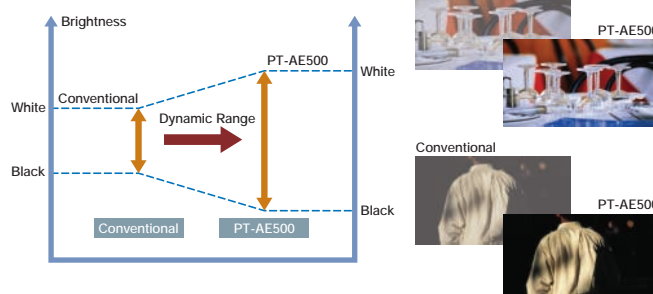 Brightness
PT-AE500
White
Conventional
White
Dynamic Range
Black
Black
Conventional
PT-AE500
PT-AE500
Conventional
PT-AE500